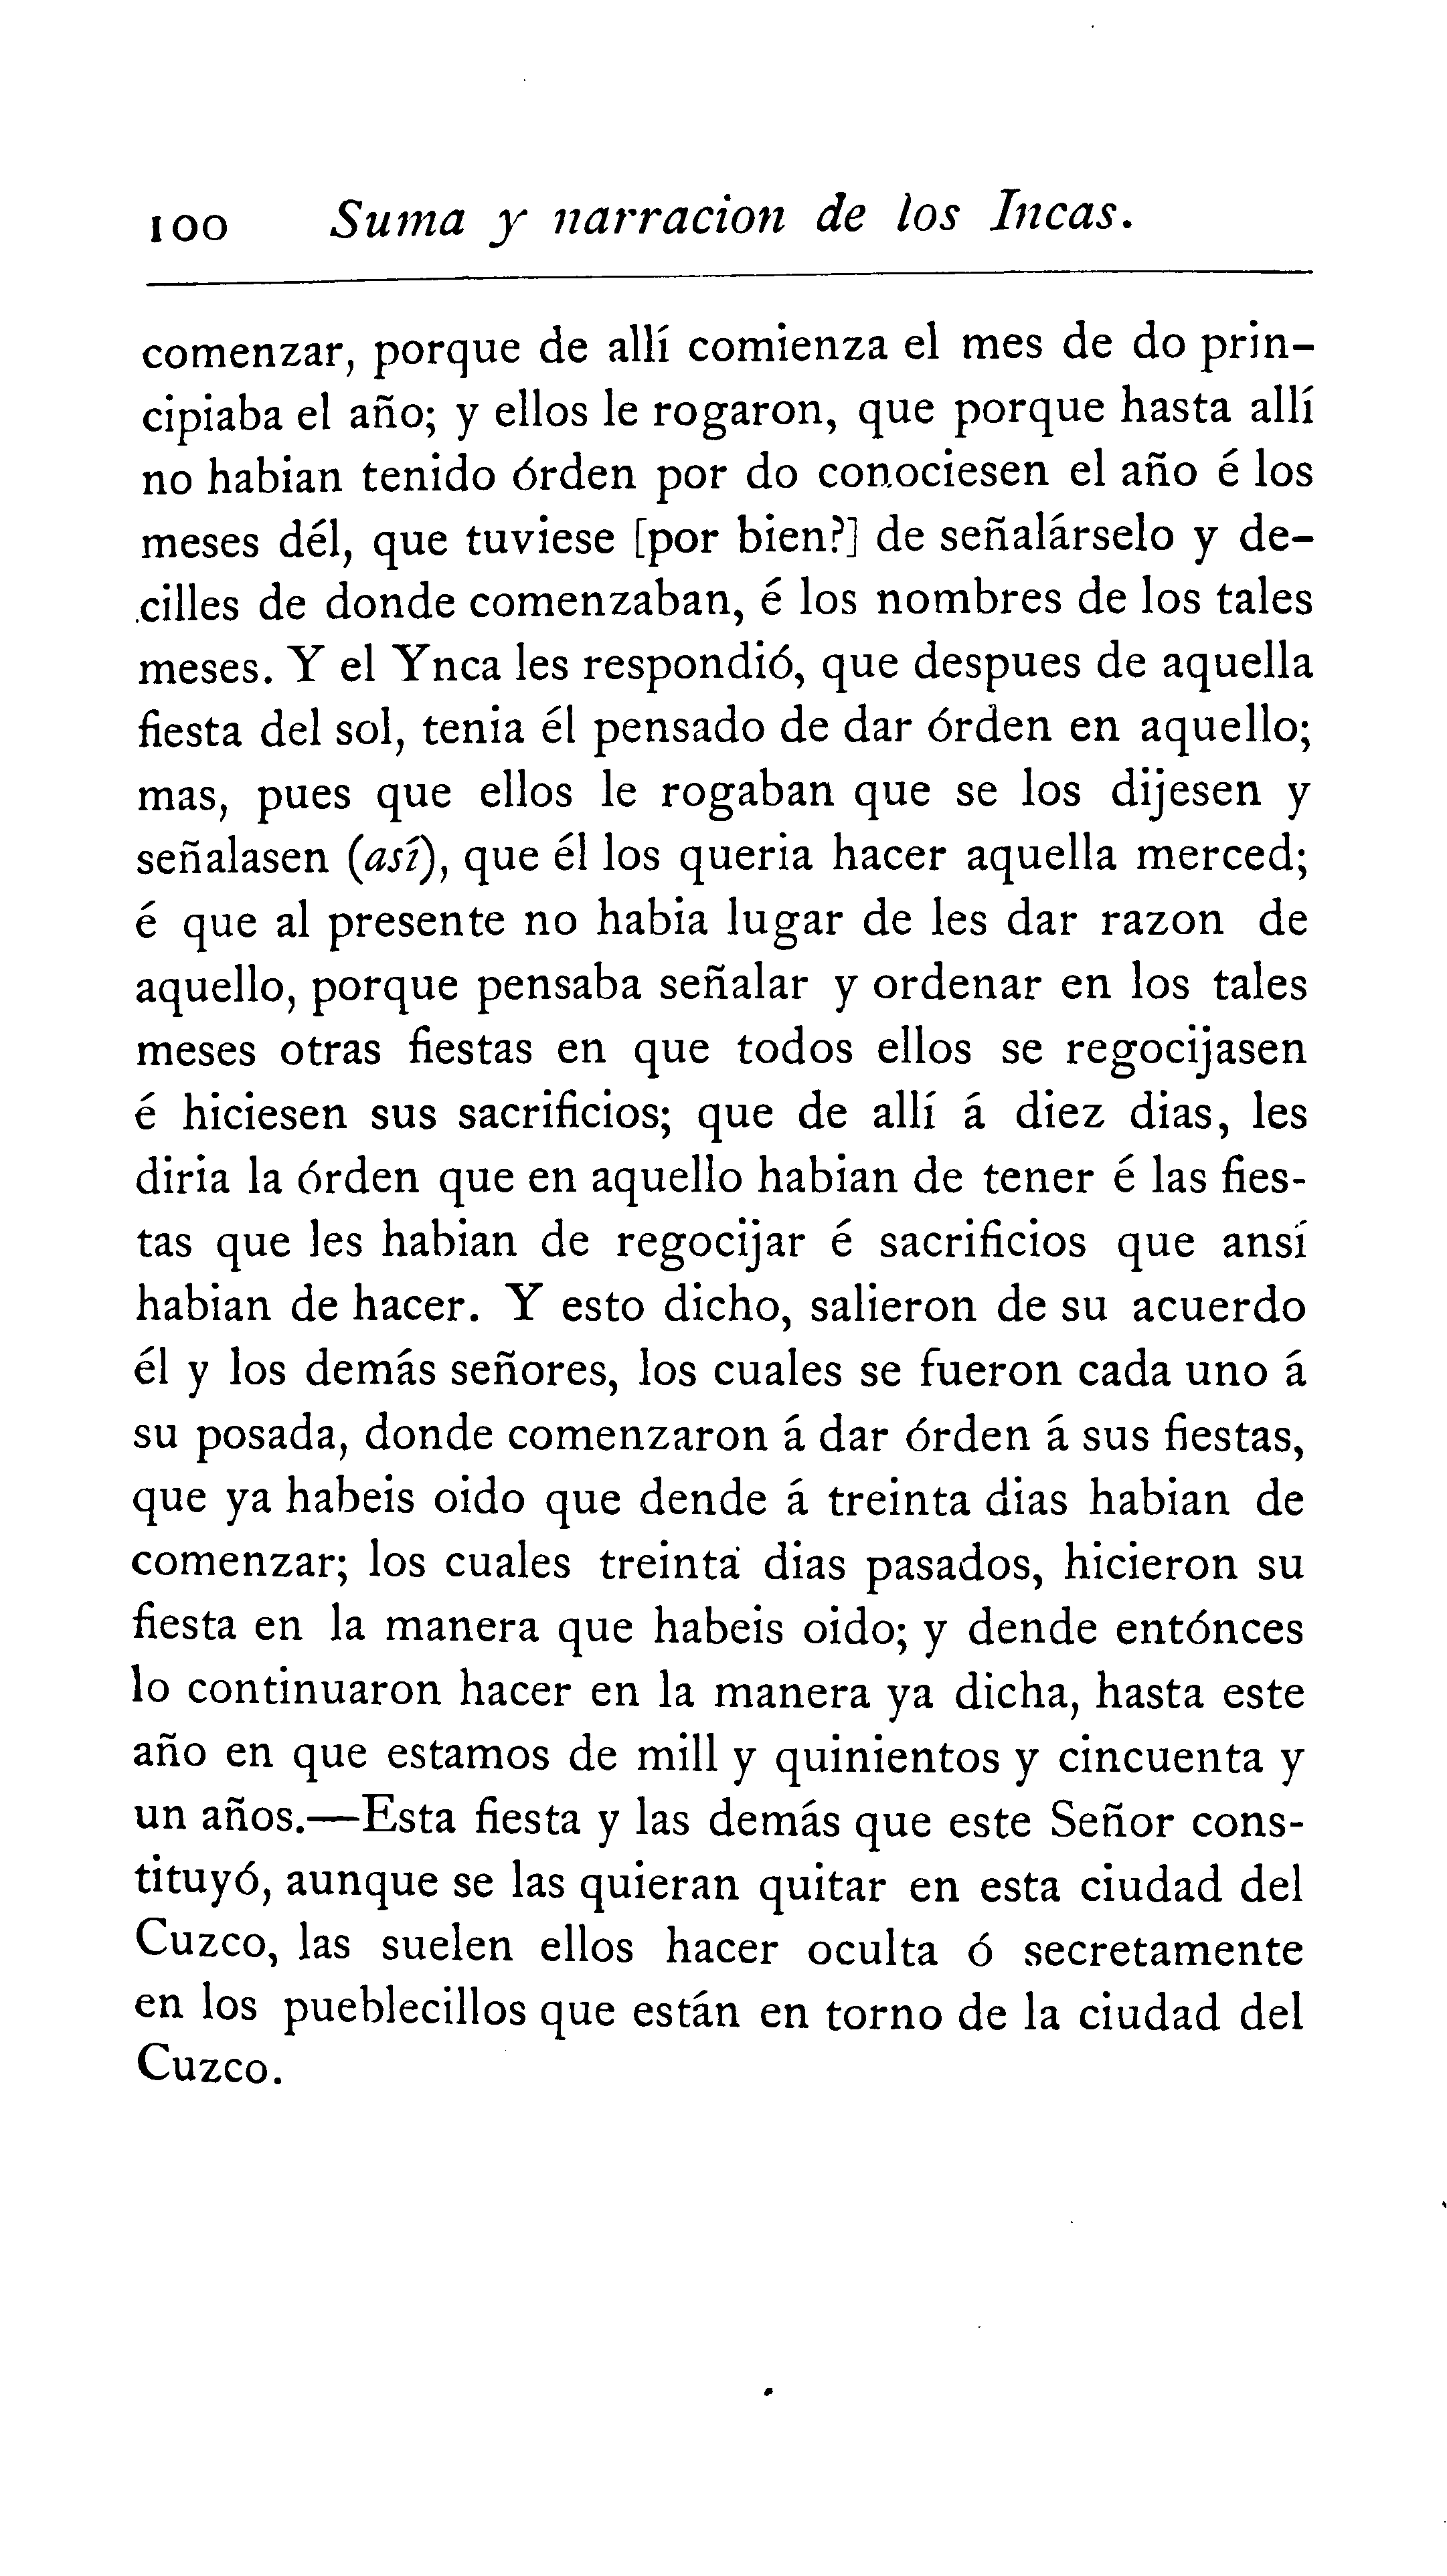 100 Suma y narracion de los Incas.
comenzar, porque de allí comienza el mes de do prin-
cipiaba el año; y ellos le rogaron, que porque hasta allí
no habian tenido órden por do conociesen el año é los
meses dél, que tuviese [por bien?] de señalárselo y de-
cilles de donde comenzaban, é los nombres de los tales
meses. Y el Ynca les respondió, que despues de aquella
fiesta del sol, tenia él pensado de dar órden en aquello;
mas, pues que ellos le rogaban que se los dijesen y
señalasen (así), que él los queria hacer aquella merced;
é que al presente no habia lugar de les dar razon de
aquello, porque pensaba señalar y ordenar en los tales
meses otras fiestas en que todos ellos se regocijasen
é hiciesen sus sacrificios; que de allí á diez dias, les
diria la órden que en aquello habian de tener é las fies-
tas que les habian de regocijar é sacrificios que ansí
habian de hacer. Y esto dicho, salieron de su acuerdo
él y los demás señores, los cuales se fueron cada uno á
su posada, donde comenzaron á dar órden á sus fiestas,
que ya habeis oido que dende á treinta dias habian de
comenzar; los cuales treinta dias pasados, hicieron su
fiesta en la manera que habeis oido; y dende entónces
lo continuaron hacer en la manera ya dicha, hasta este
año en que estamos de mill y quinientos y cincuenta y
un años.—Esta fiesta y las demás que este Señor cons-
tituyó, aunque se las quieran quitar en esta ciudad del
Cuzco, las suelen ellos hacer oculta ó secretamente
en los pueblecillos que están en torno de la ciudad del
Cuzco.